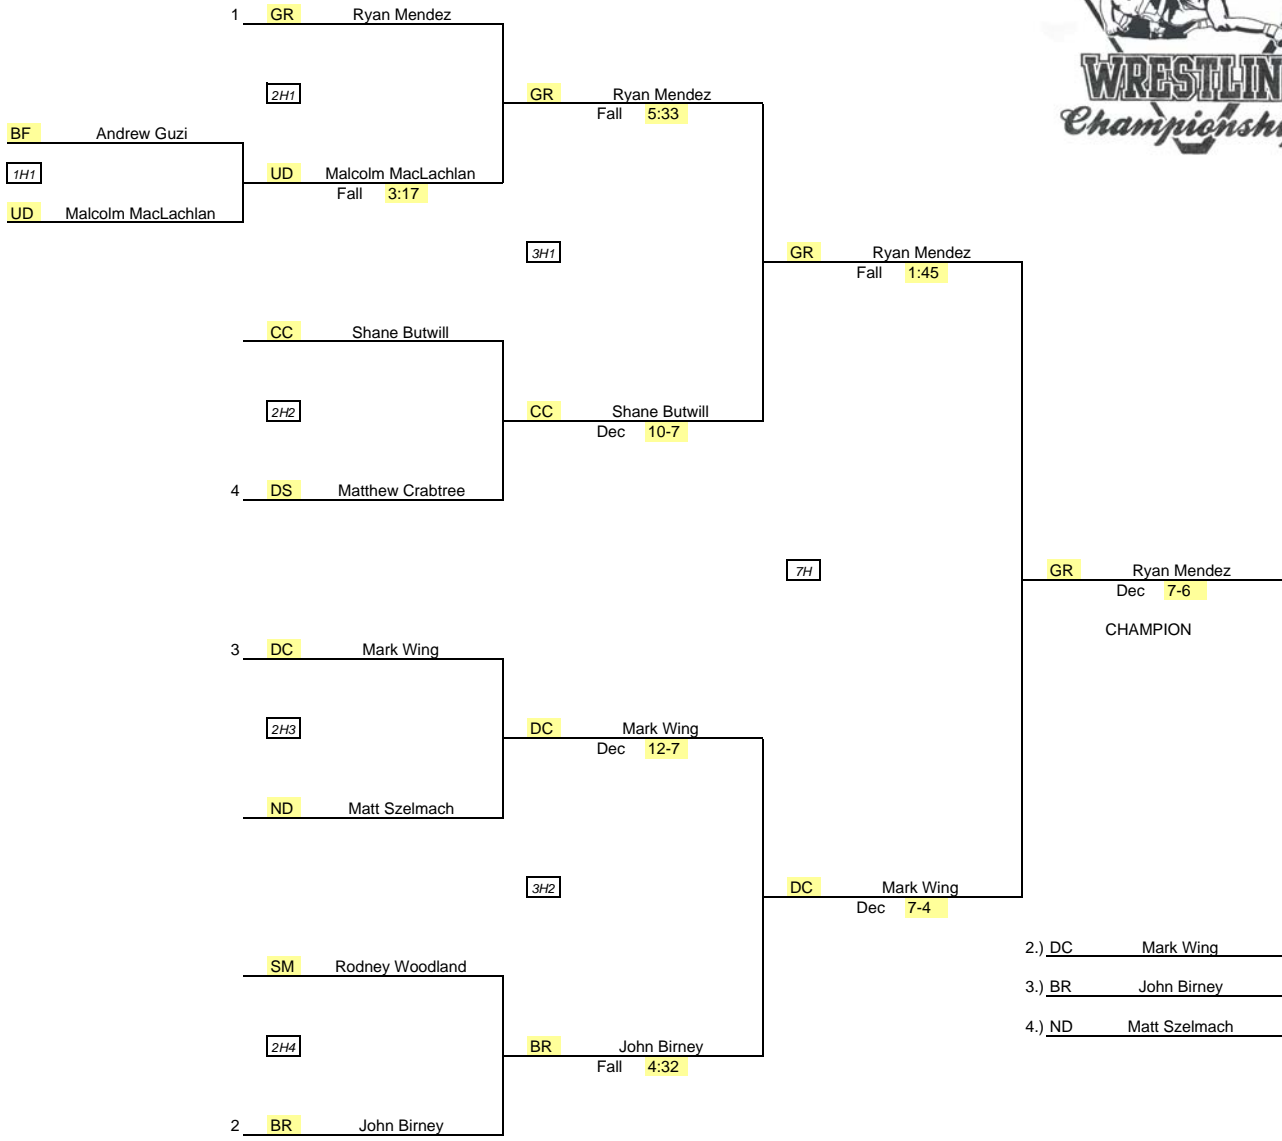 1 GR Ryan Mendez
2H1
GR Ryan Mendez
Fall 5:33
WRESTLIN
Championshi
BF Andrew Guzi
1H1
UD Malcolm MacLachlan
Fall 3:17
UD Malcolm MacLachlan
3H1
GR Ryan Mendez
Fall 1:45
CC Shane Butwill
2H2
CC Shane Butwill
Dec 10-7
4 DS Matthew Crabtree
7H
GR Ryan Mendez
Dec 7-6
CHAMPION
3 DC Mark Wing
2H3
DC Mark Wing
Dec 12-7
ND Matt Szelmach
3H2
DC Mark Wing
Dec 7-4
2.) DC Mark Wing
SM Rodney Woodland
3.) BR John Birney
4.) ND Matt Szelmach
2H4
BR John Birney
Fall 4:32
2 BR John Birney